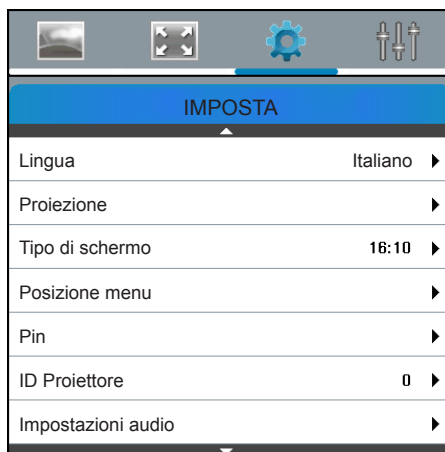 IMPOSTA
Lingua Italiano
Proiezione
Tipo di schermo 16:10
Posizione menu
Pin
ID Proiettore 0
Impostazioni audio